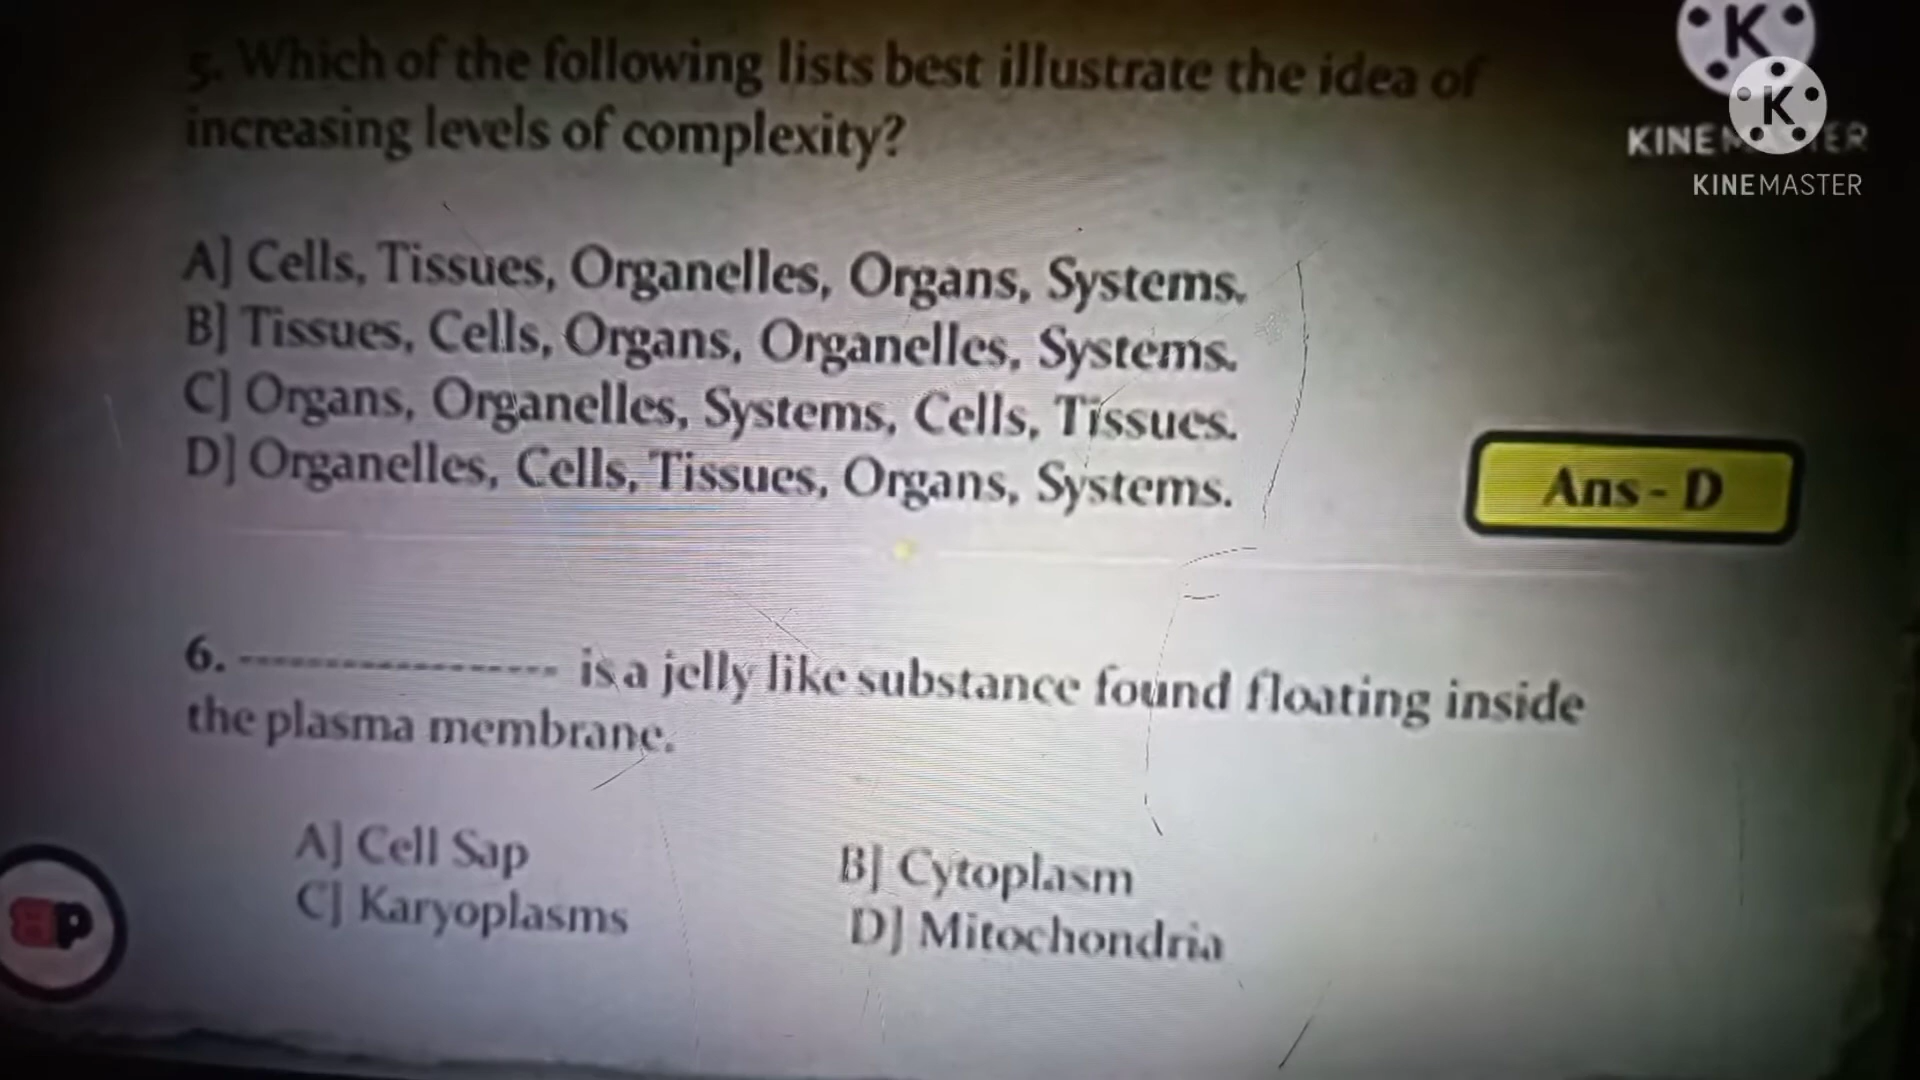 5. Which of the following lists best illustrate the idea of
increasing levels of complexity?
A] Cells, Tissues, Organelles, Organs, Systems.
B] Tissues, Cells, Organs, Organelles, Systems.
C] Organs, Organelles, Systems, Cells, Tissues.
D] Organelles, Cells, Tissues, Organs, Systems.
Ans - D
6. ---------------- is a jelly like substance found floating inside
the plasma membrane.
A] Cell Sap
B] Cytoplasm
C] Karyoplasms
D] Mitochondria
K
KINEMASTER
K
KINEMASTER